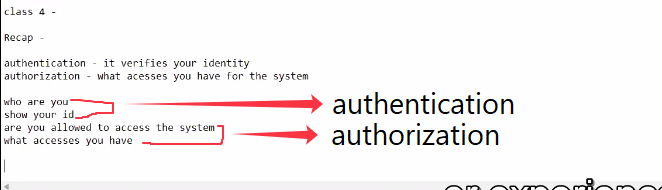 class 4 -
Recap -
authentication - it verifies your identity
authorization - what acesses you have for the system
who are you
show your id
authentication
are you allowed to access the system
what accesses you have
authorization